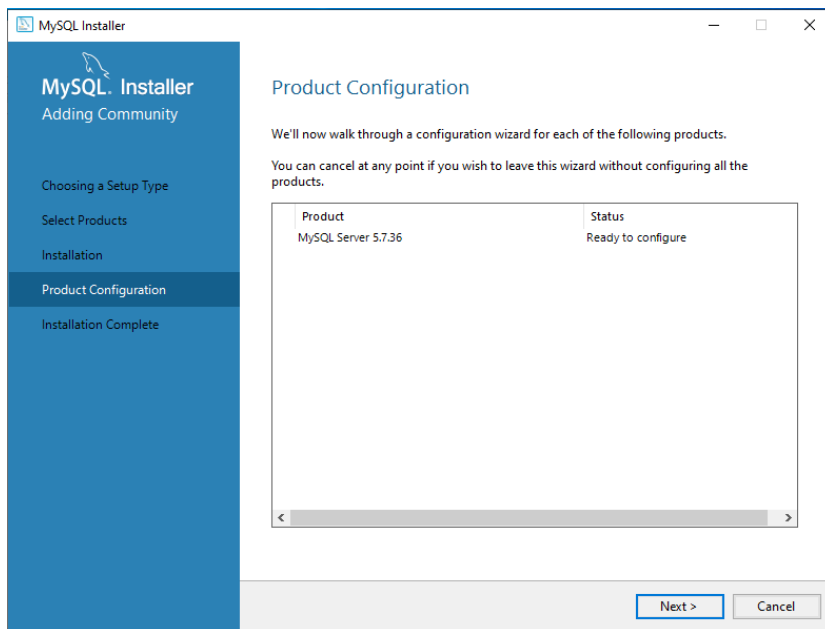 MySQL Installer
MySQL. Installer
Adding Community
Choosing a Setup Type
Select Products
Installation
Product Configuration
Installation Complete
Product Configuration
We'll now walk through a configuration wizard for each of the following products.
You can cancel at any point if you wish to leave this wizard without configuring all the
products.
Product Status
MySQL Server 5.7.36 Ready to configure
Next > Cancel